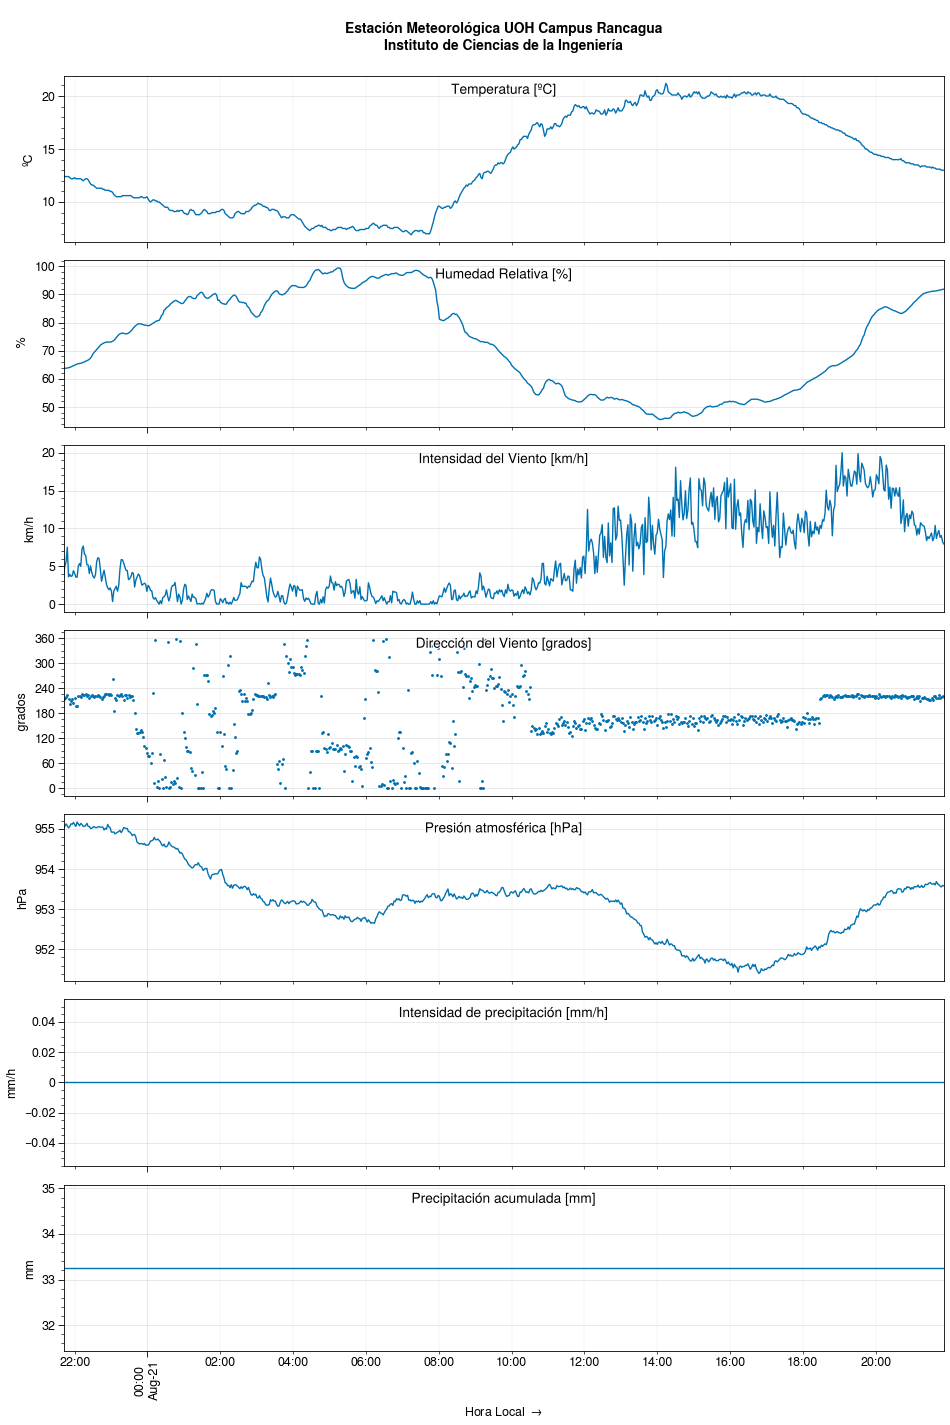 Estación Meteorológica UOH Campus Rancagua
Instituto de Ciencias de la Ingeniería
Temperatura [ºC]
20
15
10
ºC
Humedad Relativa [%]
100
90
80
70
60
50
%
Intensidad del Viento [km/h]
20
15
10
5
0
km/h
Dirección del Viento [grados]
360
300
240
180
120
60
0
grados
Presión atmosférica [hPa]
955
954
953
952
hPa
Intensidad de precipitación [mm/h]
0.04
0.02
0
−0.02
−0.04
mm/h
Precipitación acumulada [mm]
35
34
33
32
mm
22:00
00:00
Aug-21
02:00
04:00
06:00
08:00
10:00
12:00
14:00
16:00
18:00
20:00
Hora Local →